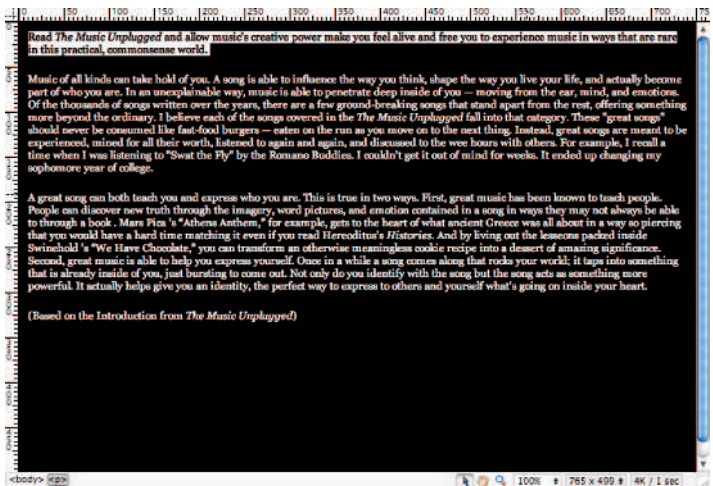 0 50 100 150 200 250 300 350 400 450 500 550 600 650 700 75
Read The Music Unplugged and allow music's creative power make you feel alive and free you to experience music in ways that are rare
in this practical, commonsense world.
Music of all kinds can take hold of you. A song is able to influence the way you think, shape the way you live your life, and actually become
part of who you are. In an unexplainable way, music is able to penetrate deep inside of you — moving from the ear, mind, and emotions.
Of the thousands of songs written over the years, there are a few ground-breaking songs that stand apart from the rest, offering something
more beyond the ordinary. I believe each of the songs covered in the The Music Unplugged fall into that category. These "great songs"
should never be consumed like fast-food burgers — eaten on the run as you move on to the next thing. Instead, great songs are meant to be
experienced, mined for all their worth, listened to again and again, and discussed to the wee hours with others. For example, I recall a
time when I was listening to "Swat the Fly" by the Romano Buddies. I couldn't get it out of mind for weeks. It ended up changing my
sophomore year of college.
A great song can both teach you and express who you are. This is true in two ways. First, great music has been known to teach people.
People can discover new truth through the imagery, word pictures, and emotion contained in a song in ways they may not always be able
to through a book . Mars Pica 's "Athens Anthem," for example, gets to the heart of what ancient Greece was all about in a way so piercing
that you would have a hard time matching it even if you read Hereoditus's Histories. And by living out the lesseons packed inside
Swinehold 's "We Have Chocolate," you can transform an otherwise meaningless cookie recipe into a dessert of amazing significance.
Second, great music is able to help you express yourself. Once in a while a song comes along that rocks your world; it taps into something
that is already inside of you, just bursting to come out. Not only do you identify with the song but the song acts as something more
powerful. It actually helps give you an identity, the perfect way to express to others and yourself what's going on inside your heart.
(Based on the Introduction from The Music Unplugged)
<body> <p> 100% 765 x 499 4K / 1 sec